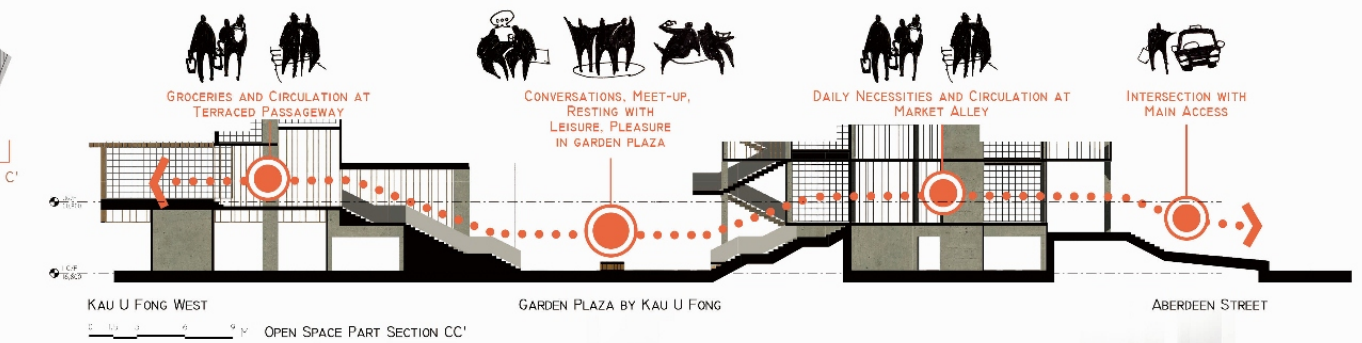 GROCERIES AND CIRCULATION AT
TERRACED PASSAGEWAY
CONVERSATIONS, MEET-UP,
RESTING WITH
LEISURE, PLEASURE
IN GARDEN PLAZA
DAILY NECESSITIES AND CIRCULATION AT
MARKET ALLEY
INTERSECTION WITH
MAIN ACCESS
C'
KAU U FONG WEST
GARDEN PLAZA BY KAU U FONG
ABERDEEN STREET
9 M
OPEN SPACE PART SECTION CC'